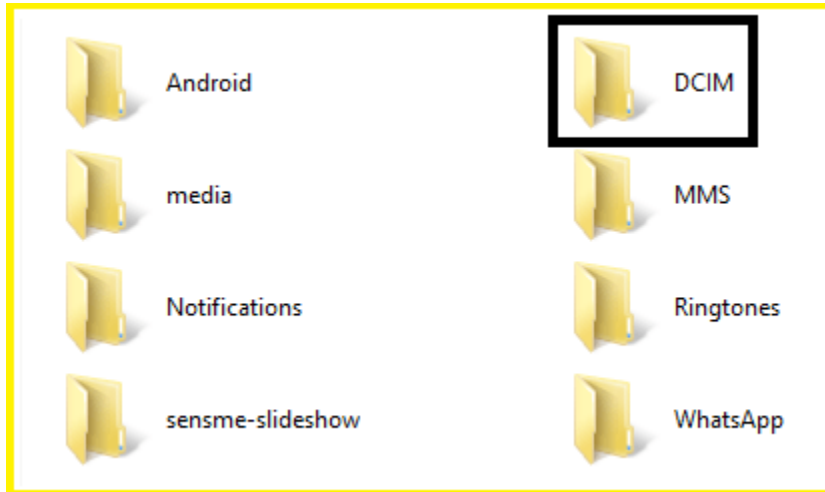 Android
DCIM
media
MMS
Notifications
Ringtones
sensme-slideshow
WhatsApp